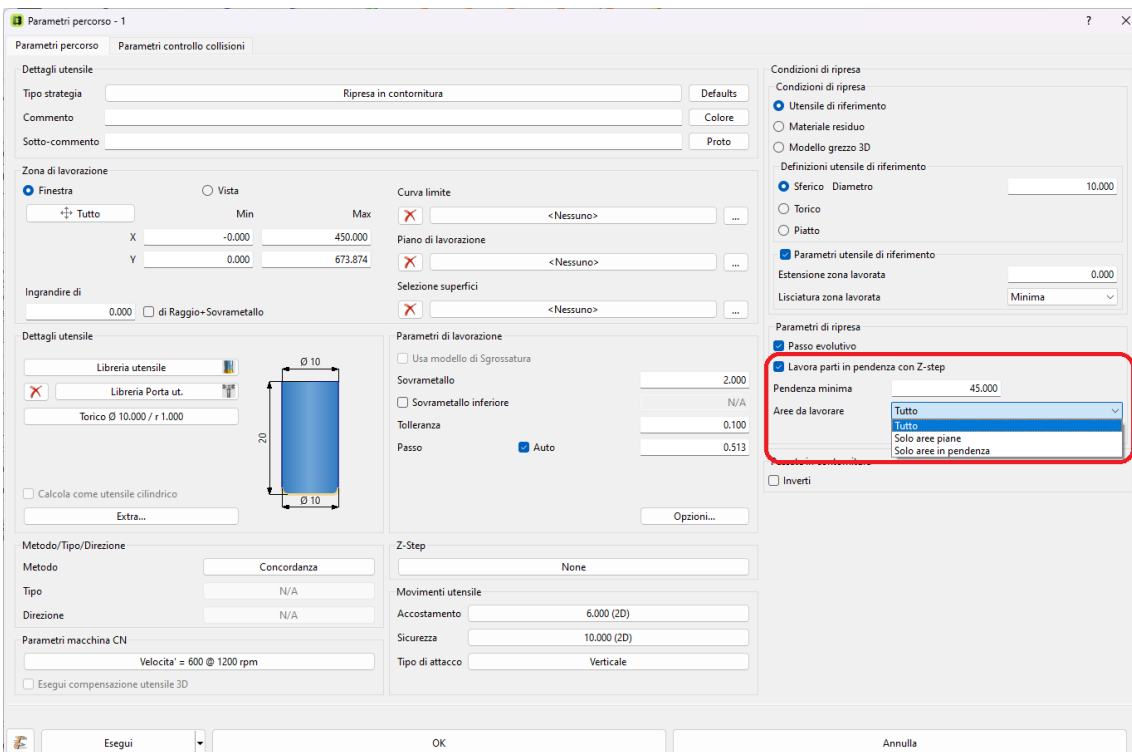 Parametri percorso - 1
?
Parametri percorso
Parametri controllo collisioni
Dettagli utensile
Tipo strategia
Ripresa in contornitura
Defaults
Commento
Colore
Sotto-commento
Proto
Zona di lavorazione
Finestra
Vista
Tutto
Min
Max
X
-0.000
450.000
Y
0.000
673.874
Ingrandire di
0.000
di Raggio+Sovrametallo
Curva limite
<Nessuno>
...
Piano di lavorazione
<Nessuno>
...
Selezione superfici
<Nessuno>
...
Dettagli utensile
Libreria utensile
Libreria Porta ut.
Torico Ø 10.000 / r 1.000
Ø 10
20
Ø 10
Calcola come utensile cilindrico
Extra...
Parametri di lavorazione
Usa modello di Sgrossatura
Sovrametallo
2.000
Sovrametallo inferiore
N/A
Tolleranza
0.100
Passo
Auto
0.513
Opzioni...
Metodo/Tipo/Direzione
Metodo
Concordanza
Tipo
N/A
Direzione
N/A
Z-Step
None
Movimenti utensile
Accostamento
6.000 (2D)
Sicurezza
10.000 (2D)
Tipo di attacco
Verticale
Parametri macchina CN
Velocita' = 600 @ 1200 rpm
Esegui compensazione utensile 3D
Condizioni di ripresa
Condizioni di ripresa
Utensile di riferimento
Materiale residuo
Modello grezzo 3D
Definizioni utensile di riferimento
Sferico Diametro
10.000
Torico
Piatto
Parametri utensile di riferimento
Estensione zona lavorata
0.000
Lisciatura zona lavorata
Minima
Parametri di ripresa
Passo evolutivo
Lavora parti in pendenza con Z-step
Pendenza minima
45.000
Aree da lavorare
Tutto
Tutto
Solo aree piane
Solo aree in pendenza
Inverti
Esegui
OK
Annulla